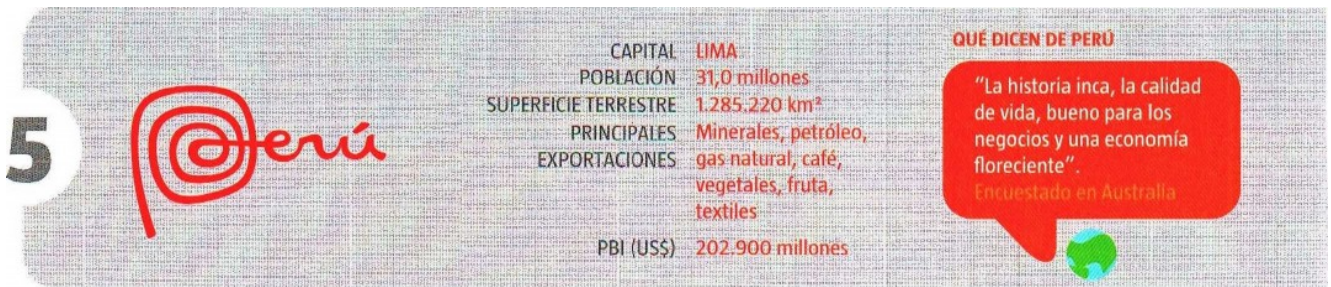 5
Perú
CAPITAL LIMA
POBLACIÓN 31,0 millones
SUPERFICIE TERRESTRE 1.285.220 km²
PRINCIPALES Minerales, petróleo,
EXPORTACIONES gas natural, café,
vegetales, fruta,
textiles
PBI (US$) 202.900 millones
QUÉ DICEN DE PERÚ
"La historia inca, la calidad
de vida, bueno para los
negocios y una economía
floreciente".
Encuestado en Australia